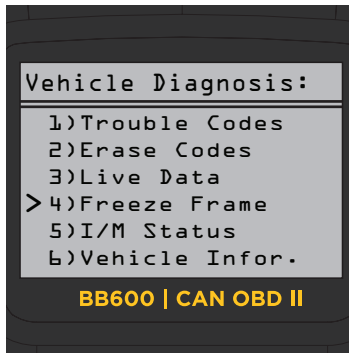 Vehicle Diagnosis:
1)Trouble Codes
2)Erase Codes
3)Live Data
>4)Freeze Frame
5)I/M Status
6)Vehicle Infor.
BB600 | CAN OBD II